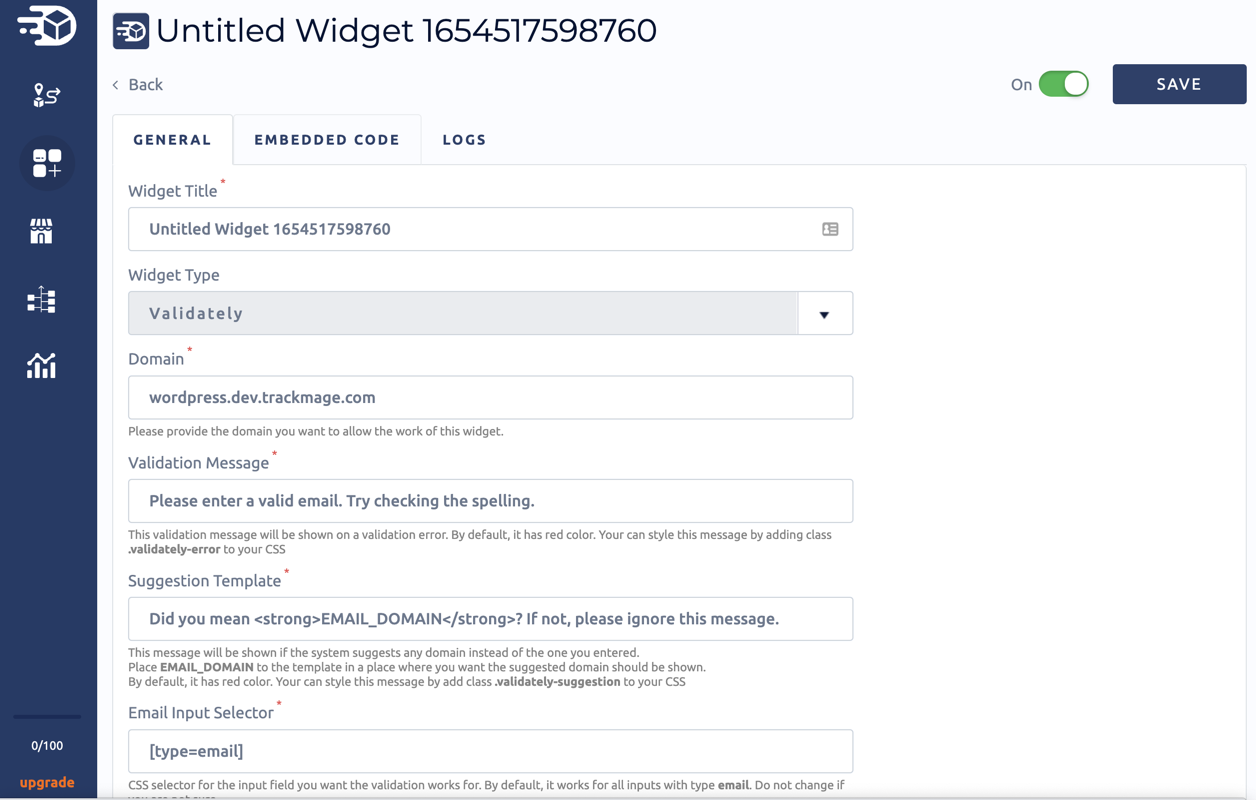 Untitled Widget 1654517598760
Back
On
SAVE
GENERAL
EMBEDDED CODE
LOGS
Widget Title *
Untitled Widget 1654517598760
Widget Type
Validately
Domain *
wordpress.dev.trackmage.com
Please provide the domain you want to allow the work of this widget.
Validation Message *
Please enter a valid email. Try checking the spelling.
This validation message will be shown on a validation error. By default, it has red color. Your can style this message by adding class
.validately-error to your CSS
Suggestion Template *
Did you mean <strong>EMAIL_DOMAIN</strong>? If not, please ignore this message.
This message will be shown if the system suggests any domain instead of the one you entered.
Place EMAIL_DOMAIN to the template in a place where you want the suggested domain should be shown.
By default, it has red color. Your can style this message by add class .validately-suggestion to your CSS
Email Input Selector *
[type=email]
CSS selector for the input field you want the validation works for. By default, it works for all inputs with type email. Do not change if
0/100
upgrade